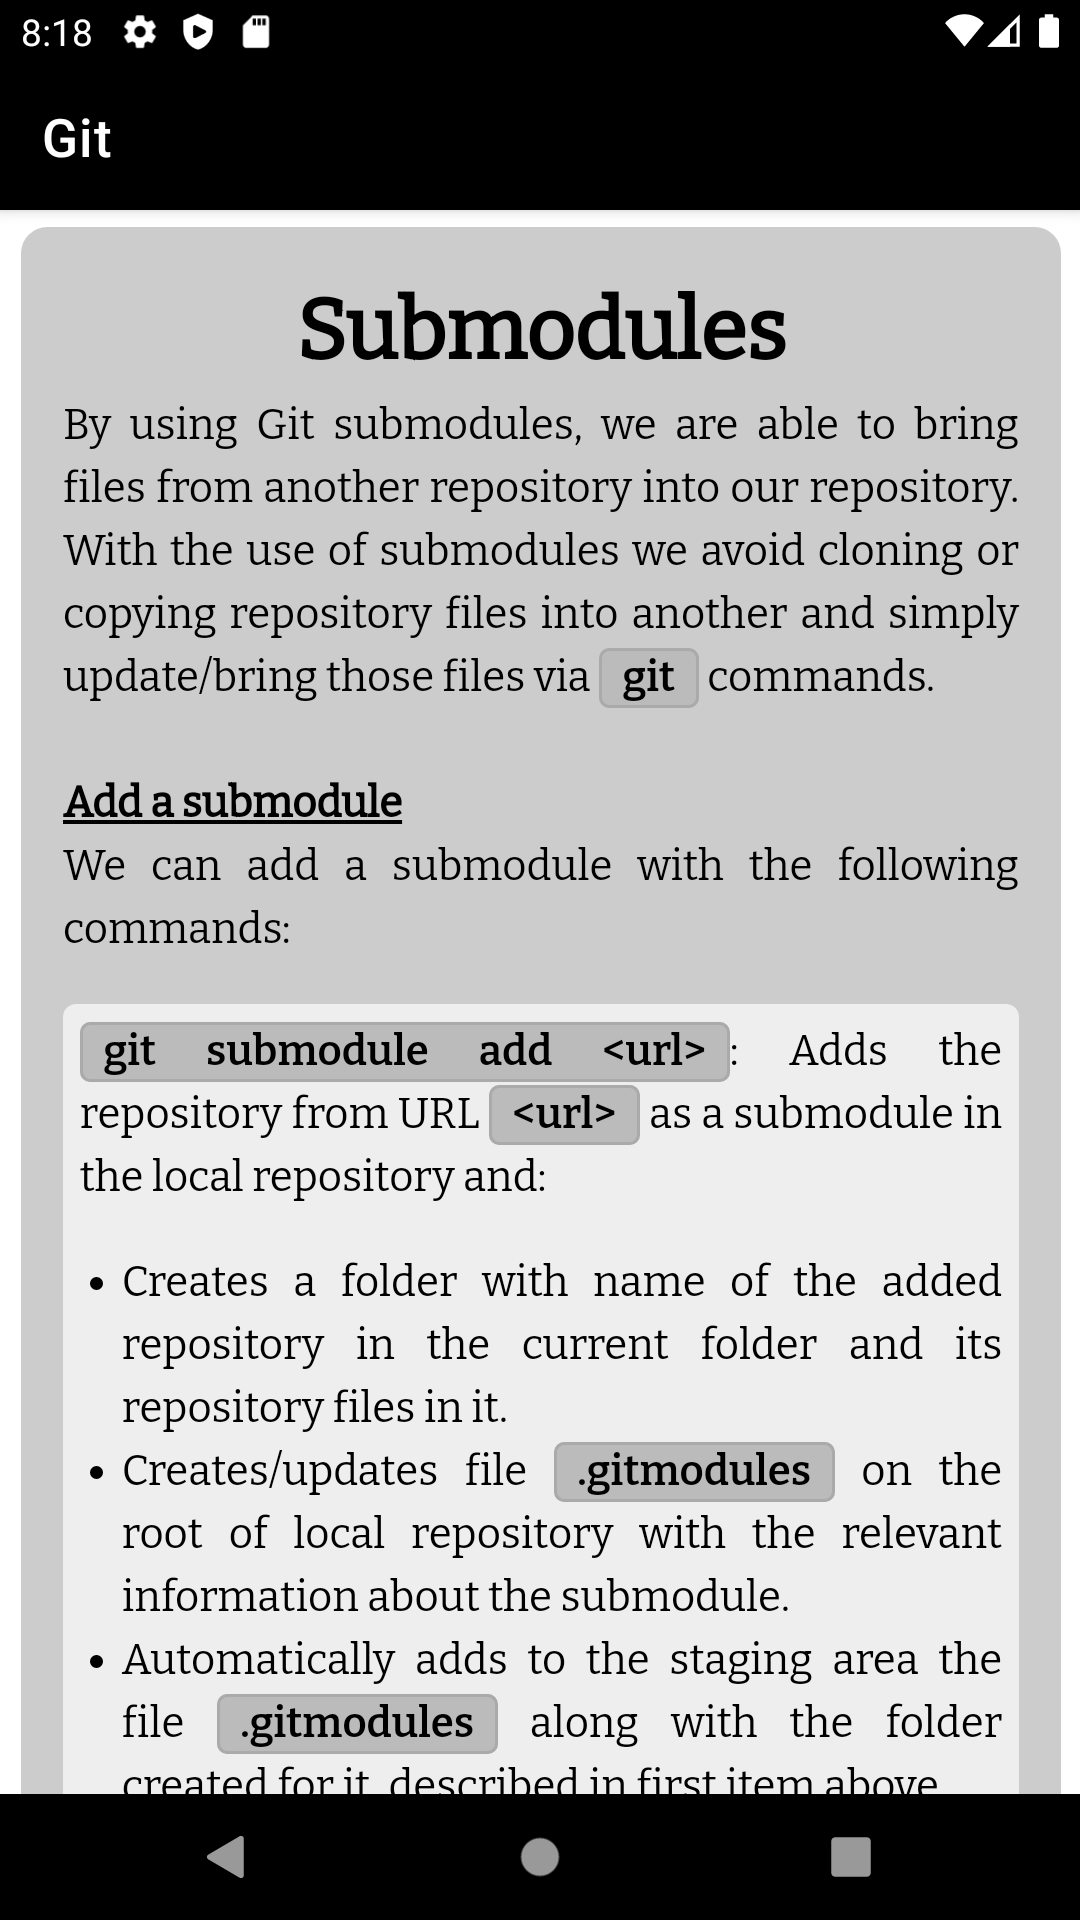 8:18
Git
Submodules
By using Git submodules, we are able to bring
files from another repository into our repository.
With the use of submodules we avoid cloning or
copying repository files into another and simply
update/bring those files via git commands.
Add a submodule
We can add a submodule with the following
commands:
git submodule add <url>: Adds the
repository from URL <url> as a submodule in
the local repository and:
• Creates a folder with name of the added
repository in the current folder and its
repository files in it.
• Creates/updates file .gitmodules on the
root of local repository with the relevant
information about the submodule.
• Automatically adds to the staging area the
file .gitmodules along with the folder
created for it, described in first item above.